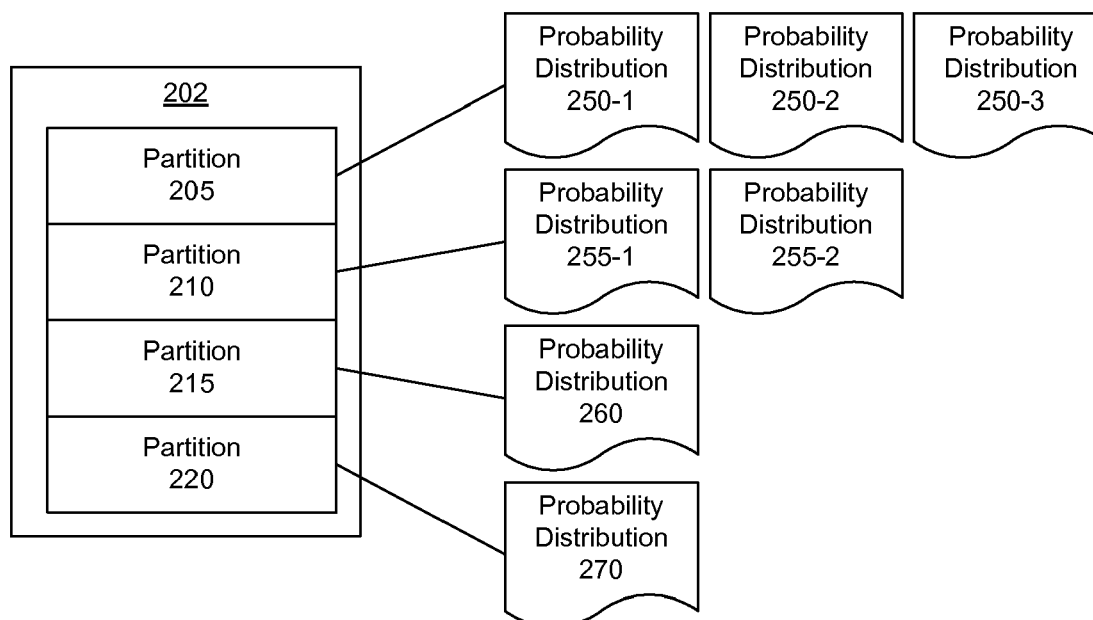 202
Partition
205
Partition
210
Partition
215
Partition
220
Probability
Distribution
250-1
Probability
Distribution
250-2
Probability
Distribution
250-3
Probability
Distribution
255-1
Probability
Distribution
255-2
Probability
Distribution
260
Probability
Distribution
270